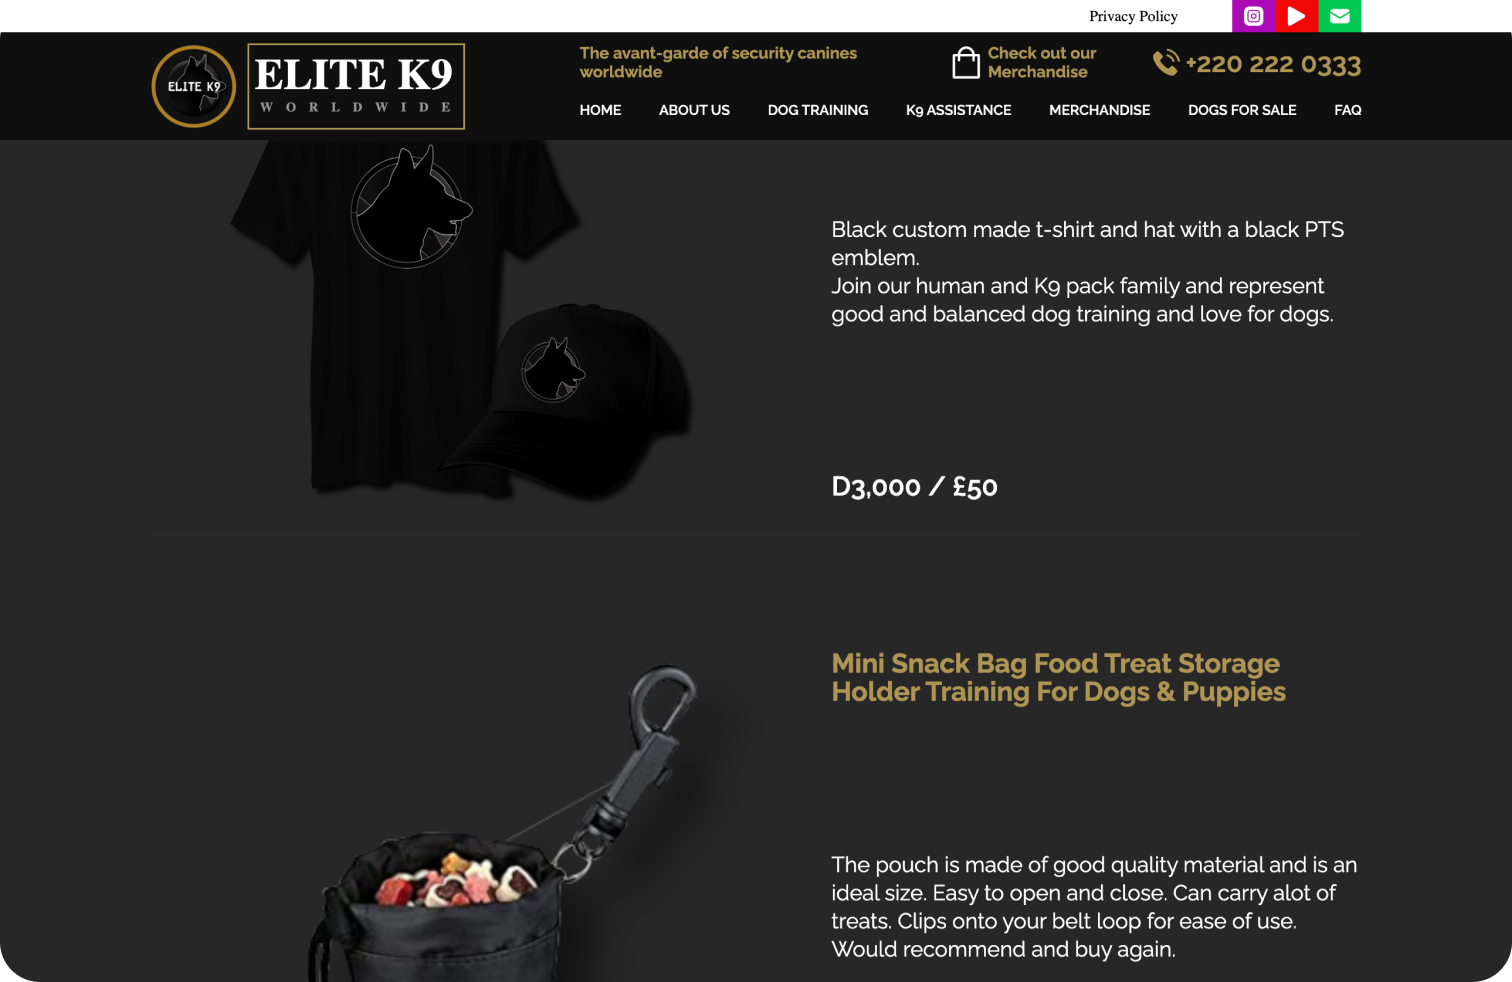 Privacy Policy
ELITE K9
ELITE K9
WORLDWIDE
The avant-garde of security canines
worldwide
Check out our
Merchandise
+220 222 0333
HOME
ABOUT US
DOG TRAINING
K9 ASSISTANCE
MERCHANDISE
DOGS FOR SALE
FAQ
Black custom made t-shirt and hat with a black PTS
emblem.
Join our human and K9 pack family and represent
good and balanced dog training and love for dogs.
D3,000 / £50
Mini Snack Bag Food Treat Storage
Holder Training For Dogs & Puppies
The pouch is made of good quality material and is an
ideal size. Easy to open and close. Can carry alot of
treats. Clips onto your belt loop for ease of use.
Would recommend and buy again.